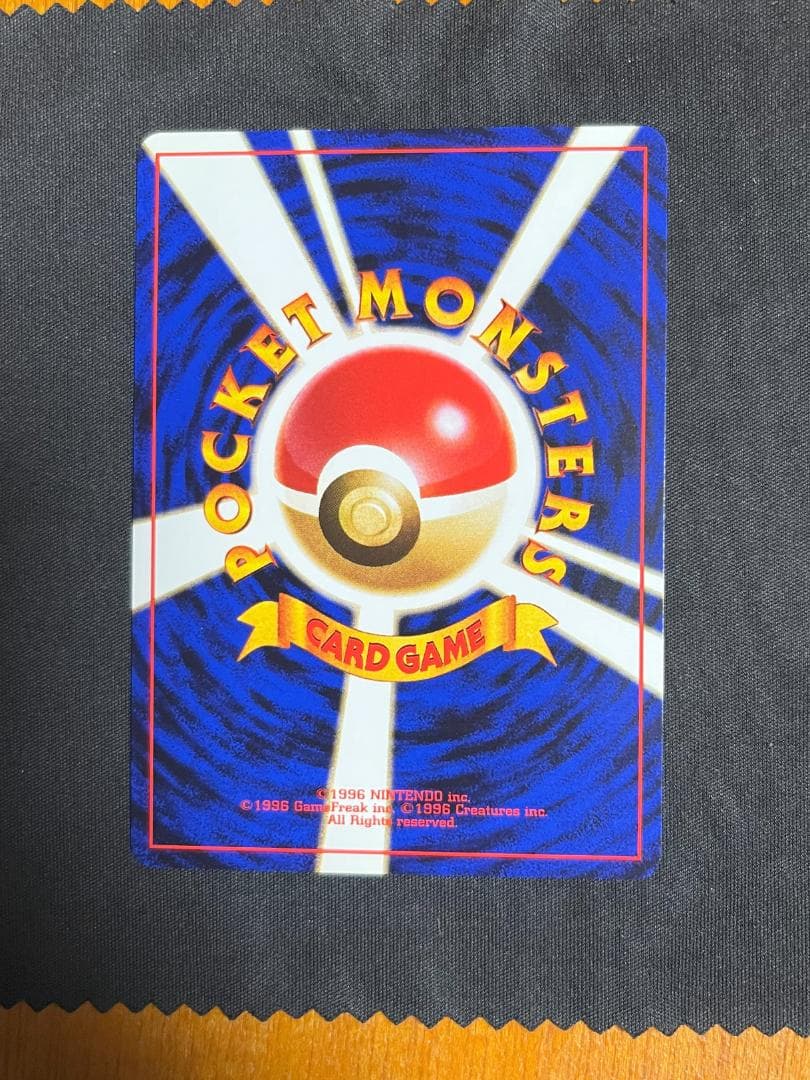 POCKET MONSTERS
CARD GAME
©1996 NINTENDO inc.
©1996 GameFreak inc. ©1996 Creatures inc.
All Rights reserved.